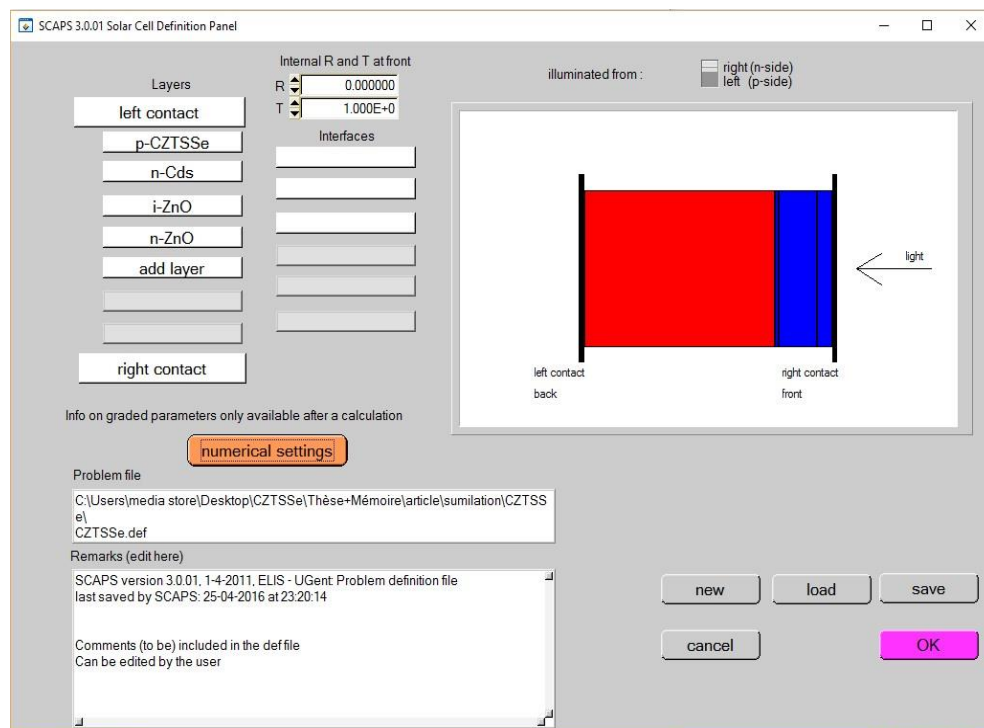 SCAPS 3.0.01 Solar Cell Definition Panel
Internal R and T at front
R 0.000000
T 1.000E+0
illuminated from :
right (n-side)
left (p-side)
Layers
left contact
p-CZTSSe
n-Cds
i-ZnO
n-ZnO
add layer
right contact
Interfaces
light
left contact
back
right contact
front
Info on graded parameters only available after a calculation
numerical settings
Problem file
C:\Users\media store\Desktop\CZTSSe\Thèse+Mémoire\article\sumilation\CZTSS
e\
CZTSSe.def
Remarks (edit here)
SCAPS version 3.0.01, 1-4-2011, ELIS - UGent: Problem definition file
last saved by SCAPS: 25-04-2016 at 23:20:14
Comments (to be) included in the def file
Can be edited by the user
new
load
save
cancel
OK